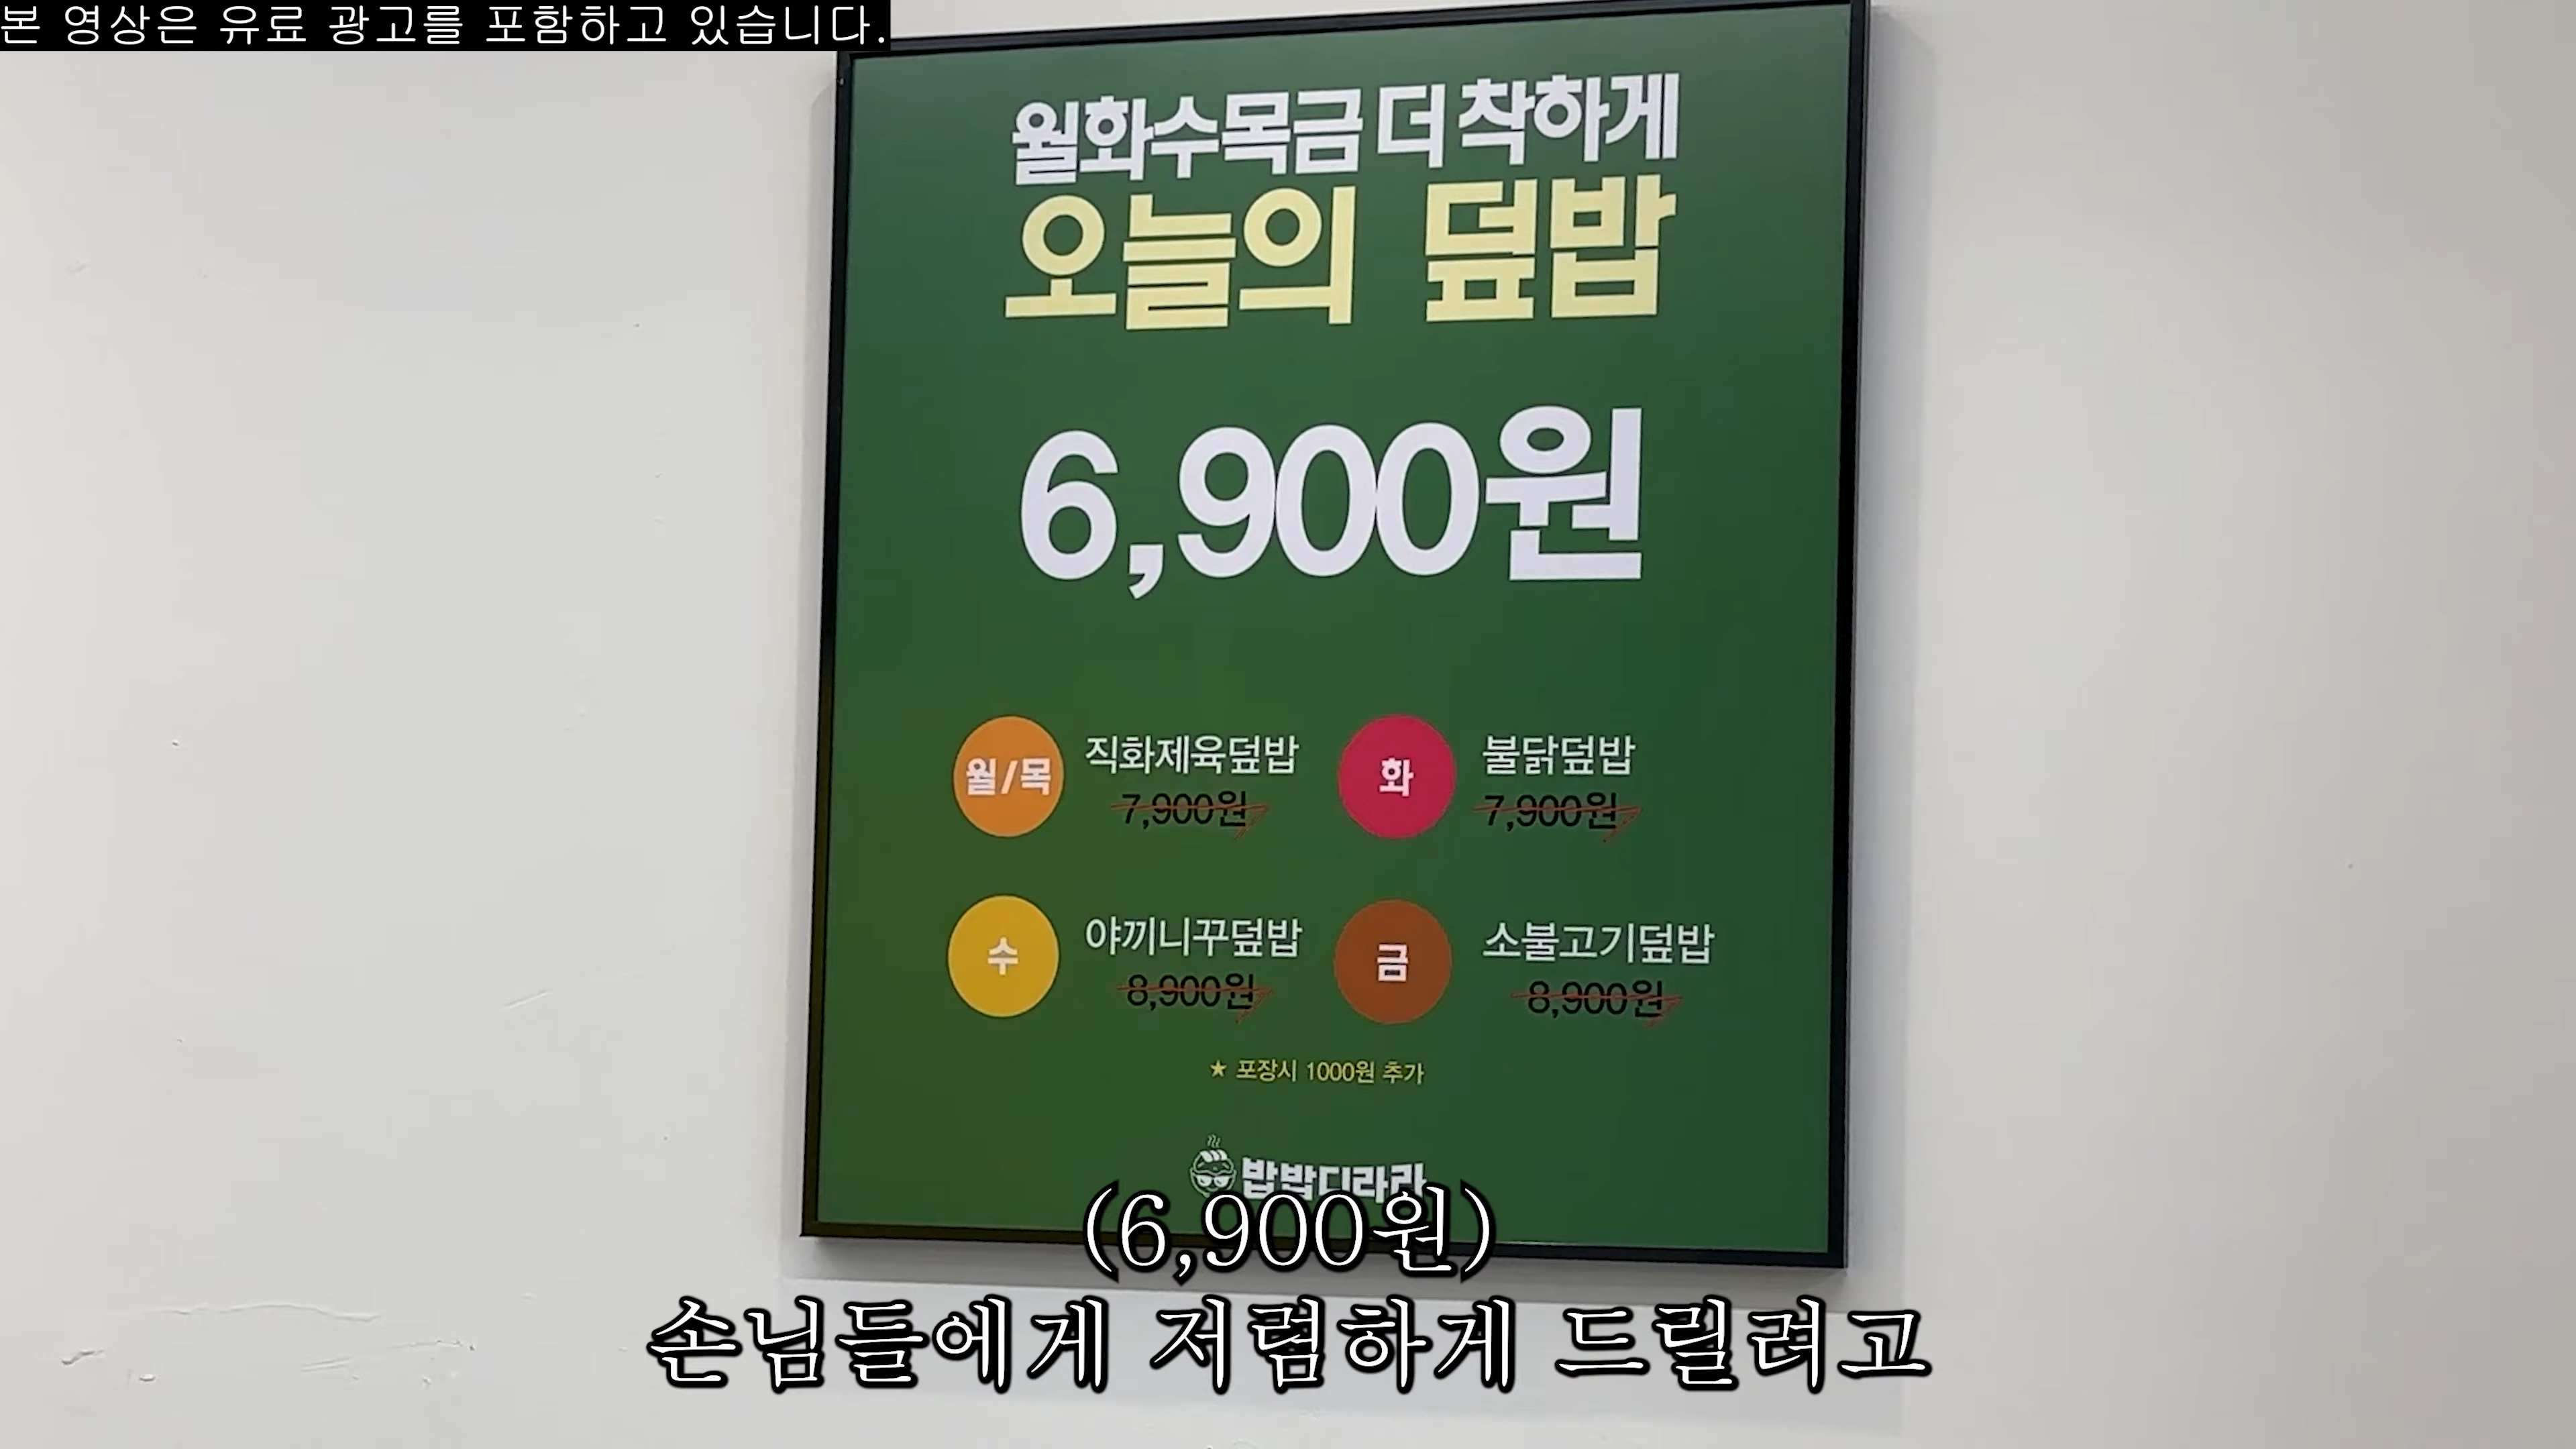 본 영상은 유료 광고를 포함하고 있습니다.
월화수목금 더 착하게
오늘의 덮밥
6,900원
월/목 직화제육덮밥
7,900원
화 불닭덮밥
7,900원
수 야끼니꾸덮밥
8,900원
금 소불고기덮밥
8,900원
★ 포장시 1000원 추가
밥밥디라라
(6,900원)
손님들에게 저렴하게 드릴려고